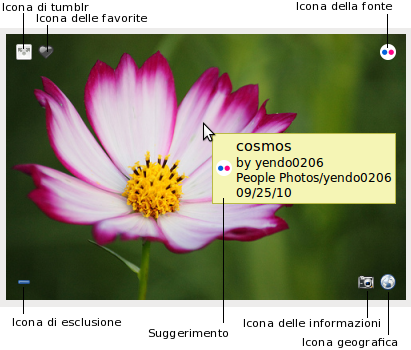 Icona di tumblr
Icona della fonte
Icona delle favorite
cosmos
by yendo0206
People Photos/yendo0206
09/25/10
Icona di esclusione
Suggerimento
Icona delle informazioni
Icona geografica